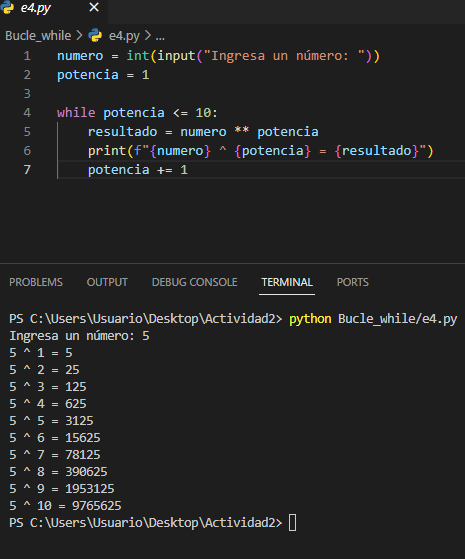 e4.py ✕
Bucle_while > e4.py > ...
1 numero = int(input("Ingresa un número: "))
2 potencia = 1
3
4 while potencia <= 10:
5     resultado = numero ** potencia
6     print(f"{numero} ^ {potencia} = {resultado}")
7     potencia += 1
PROBLEMS OUTPUT DEBUG CONSOLE TERMINAL PORTS
PS C:\Users\Usuario\Desktop\Actividad2> python Bucle_while/e4.py
Ingresa un número: 5
5 ^ 1 = 5
5 ^ 2 = 25
5 ^ 3 = 125
5 ^ 4 = 625
5 ^ 5 = 3125
5 ^ 6 = 15625
5 ^ 7 = 78125
5 ^ 8 = 390625
5 ^ 9 = 1953125
5 ^ 10 = 9765625
PS C:\Users\Usuario\Desktop\Actividad2>